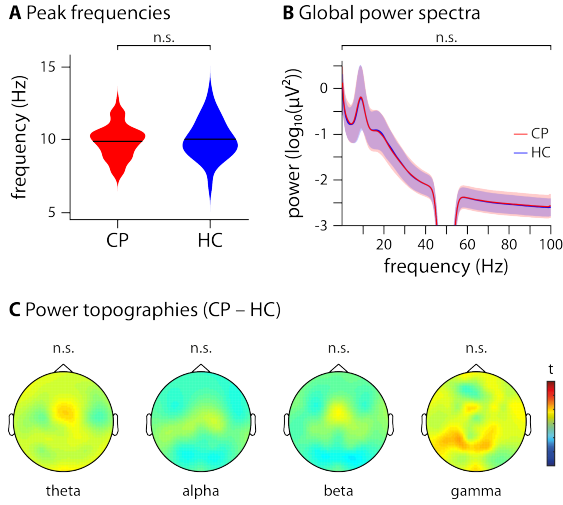 A Peak frequencies
n.s.
frequency (Hz)
15
10
5
CP
HC
B Global power spectra
n.s.
power (log10(μV²))
0
-1
-2
-3
CP
HC
20
40
60
80
100
frequency (Hz)
C Power topographies (CP – HC)
n.s.
n.s.
n.s.
n.s.
t
theta
alpha
beta
gamma